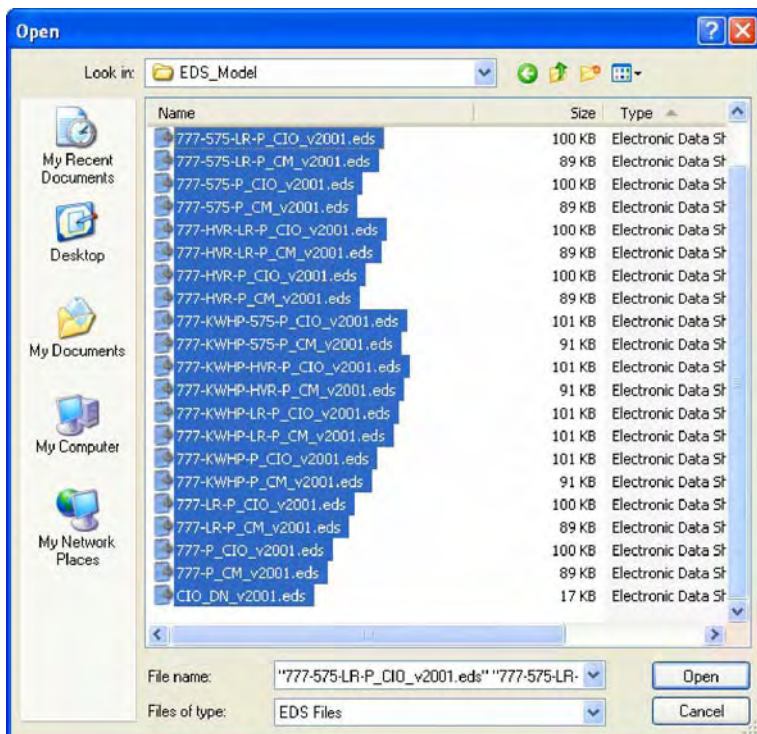 Open
Look in: EDS_Model
My Recent Documents
Desktop
My Documents
My Computer
My Network Places
Name Size Type
777-575-LR-P_CIO_v2001.eds 100 KB Electronic Data Sh
777-575-LR-P_CM_v2001.eds 89 KB Electronic Data Sh
777-575-P_CIO_v2001.eds 100 KB Electronic Data Sh
777-575-P_CM_v2001.eds 89 KB Electronic Data Sh
777-HVR-LR-P_CIO_v2001.eds 100 KB Electronic Data Sh
777-HVR-LR-P_CM_v2001.eds 89 KB Electronic Data Sh
777-HVR-P_CIO_v2001.eds 100 KB Electronic Data Sh
777-HVR-P_CM_v2001.eds 89 KB Electronic Data Sh
777-KWHP-575-P_CIO_v2001.eds 101 KB Electronic Data Sh
777-KWHP-575-P_CM_v2001.eds 91 KB Electronic Data Sh
777-KWHP-HVR-P_CIO_v2001.eds 101 KB Electronic Data Sh
777-KWHP-HVR-P_CM_v2001.eds 91 KB Electronic Data Sh
777-KWHP-LR-P_CIO_v2001.eds 101 KB Electronic Data Sh
777-KWHP-LR-P_CM_v2001.eds 101 KB Electronic Data Sh
777-KWHP-P_CIO_v2001.eds 101 KB Electronic Data Sh
777-KWHP-P_CM_v2001.eds 91 KB Electronic Data Sh
777-LR-P_CIO_v2001.eds 100 KB Electronic Data Sh
777-LR-P_CM_v2001.eds 89 KB Electronic Data Sh
777-P_CIO_v2001.eds 100 KB Electronic Data Sh
777-P_CM_v2001.eds 89 KB Electronic Data Sh
CIO_DN_v2001.eds 17 KB Electronic Data Sh
File name: "777-575-LR-P_CIO_v2001.eds" "777-575-LR- Open
Files of type: EDS Files Cancel